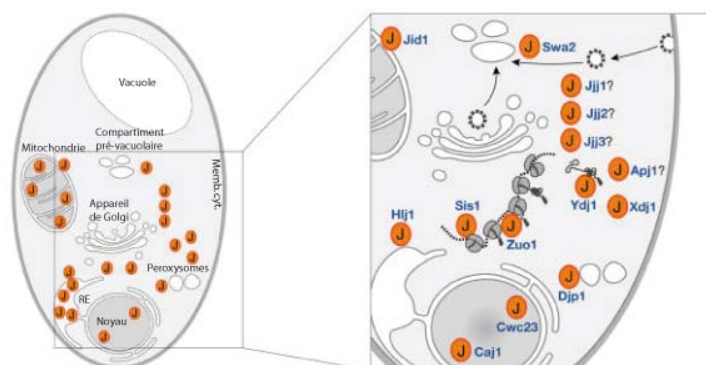 Vacuole
Compartiment
pré-vacuolaire
Mitochondrie
J J
J
J
J
J
J
J
J
Memb.cyt.
Appareil
de Golgi
J
J
J
J J
J
J
J
J
J J
Peroxysomes
J
RE
Noyau
J
J
J Jid1
J Swa2
J Jjj1?
J Jjj2?
J Jjj3?
J Apj1?
J
Ydj1
J Xdj1
Hlj1
J
Sis1
J
J
Zuo1
J
Djp1
J
Cwc23
J Caj1